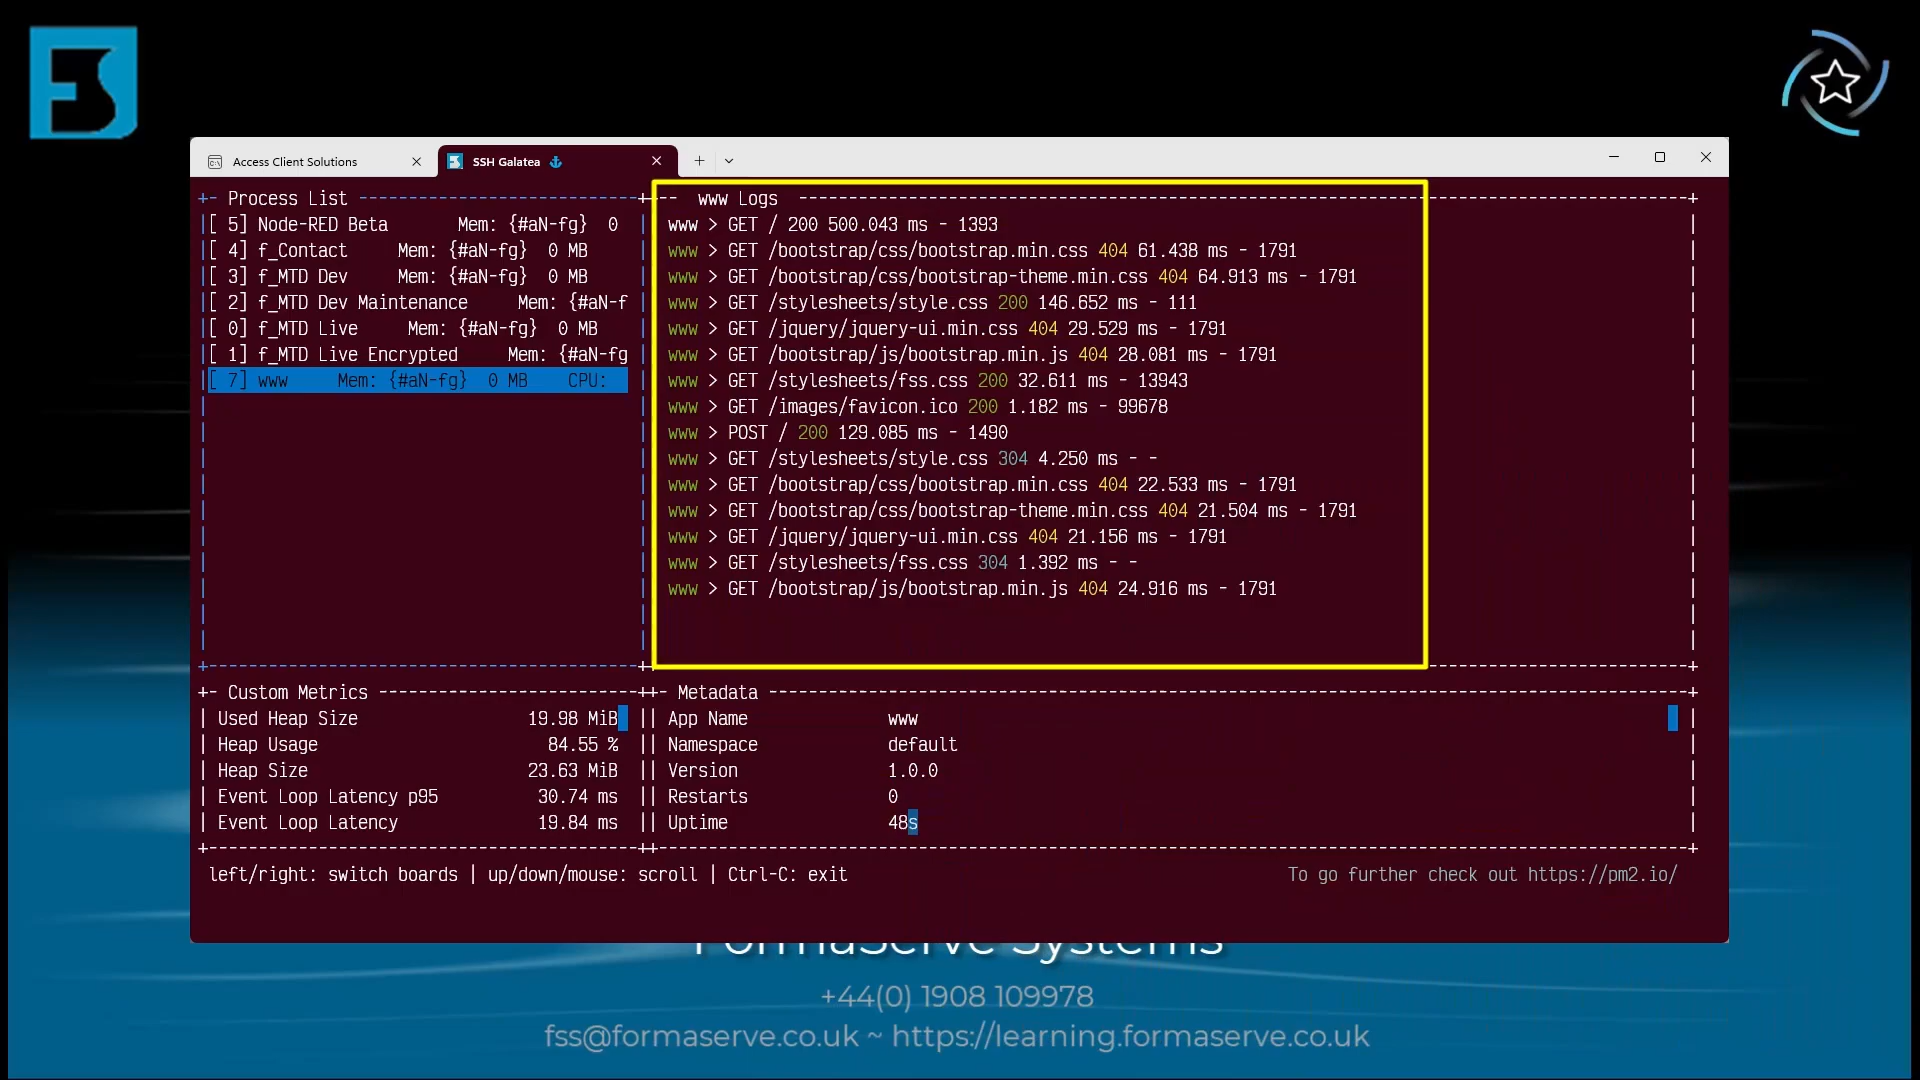 Access Client Solutions
SSH Galatea
Process List
[ 5] Node-RED Beta Mem: {#aN-fg} 0
[ 4] f_Contact Mem: {#aN-fg} 0 MB
[ 3] f_MTD Dev Mem: {#aN-fg} 0 MB
[ 2] f_MTD Dev Maintenance Mem: {#aN-f
[ 0] f_MTD Live Mem: {#aN-fg} 0 MB
[ 1] f_MTD Live Encrypted Mem: {#aN-fg
[ 7] www Mem: {#aN-fg} 0 MB CPU:
www Logs
www > GET / 200 500.043 ms - 1393
www > GET /bootstrap/css/bootstrap.min.css 404 61.438 ms - 1791
www > GET /bootstrap/css/bootstrap-theme.min.css 404 64.913 ms - 1791
www > GET /stylesheets/style.css 200 146.652 ms - 111
www > GET /jquery/jquery-ui.min.css 404 29.529 ms - 1791
www > GET /bootstrap/js/bootstrap.min.js 404 28.081 ms - 1791
www > GET /stylesheets/fss.css 200 32.611 ms - 13943
www > GET /images/favicon.ico 200 1.182 ms - 99678
www > POST / 200 129.085 ms - 1490
www > GET /stylesheets/style.css 304 4.250 ms - -
www > GET /bootstrap/css/bootstrap.min.css 404 22.533 ms - 1791
www > GET /bootstrap/css/bootstrap-theme.min.css 404 21.504 ms - 1791
www > GET /jquery/jquery-ui.min.css 404 21.156 ms - 1791
www > GET /stylesheets/fss.css 304 1.392 ms - -
www > GET /bootstrap/js/bootstrap.min.js 404 24.916 ms - 1791
Custom Metrics
Used Heap Size 19.98 MiB
Heap Usage 84.55 %
Heap Size 23.63 MiB
Event Loop Latency p95 30.74 ms
Event Loop Latency 19.84 ms
Metadata
App Name www
Namespace default
Version 1.0.0
Restarts 0
Uptime 48s
left/right: switch boards | up/down/mouse: scroll | Ctrl-C: exit
To go further check out https://pm2.io/
FormaServe Systems
+44(0) 1908 109978
fss@formaserve.co.uk ~ https://learning.formaserve.co.uk